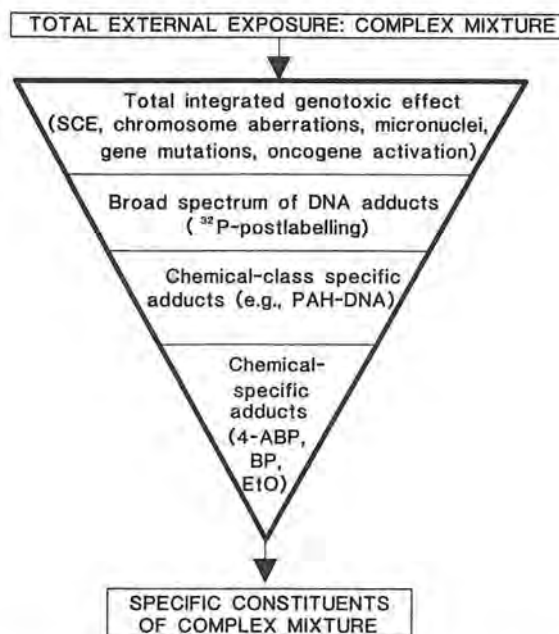 TOTAL EXTERNAL EXPOSURE: COMPLEX MIXTURE
Total integrated genotoxic effect
(SCE, chromosome aberrations, micronuclei,
gene mutations, oncogene activation)
Broad spectrum of DNA adducts
( ³²P-postlabelling)
Chemical-class specific
adducts (e.g., PAH-DNA)
Chemical-
specific
adducts
(4-ABP,
BP,
EtO)
SPECIFIC CONSTITUENTS
OF COMPLEX MIXTURE